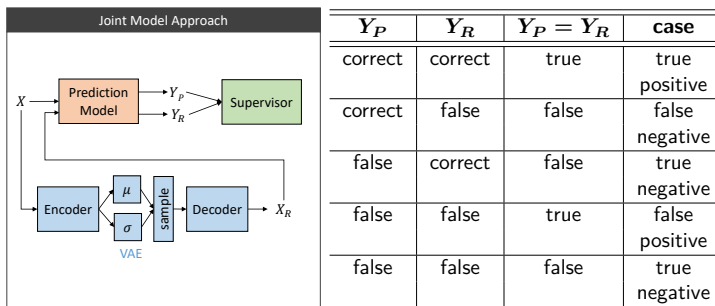 Joint Model Approach
X
Prediction
Model
Y_P
Y_R
Supervisor
Encoder
μ
σ
sample
Decoder
X_R
VAE
Y_P Y_R Y_P = Y_R case
correct correct true true
positive
correct false false false
negative
false correct false true
negative
false false true false
positive
false false false true
negative